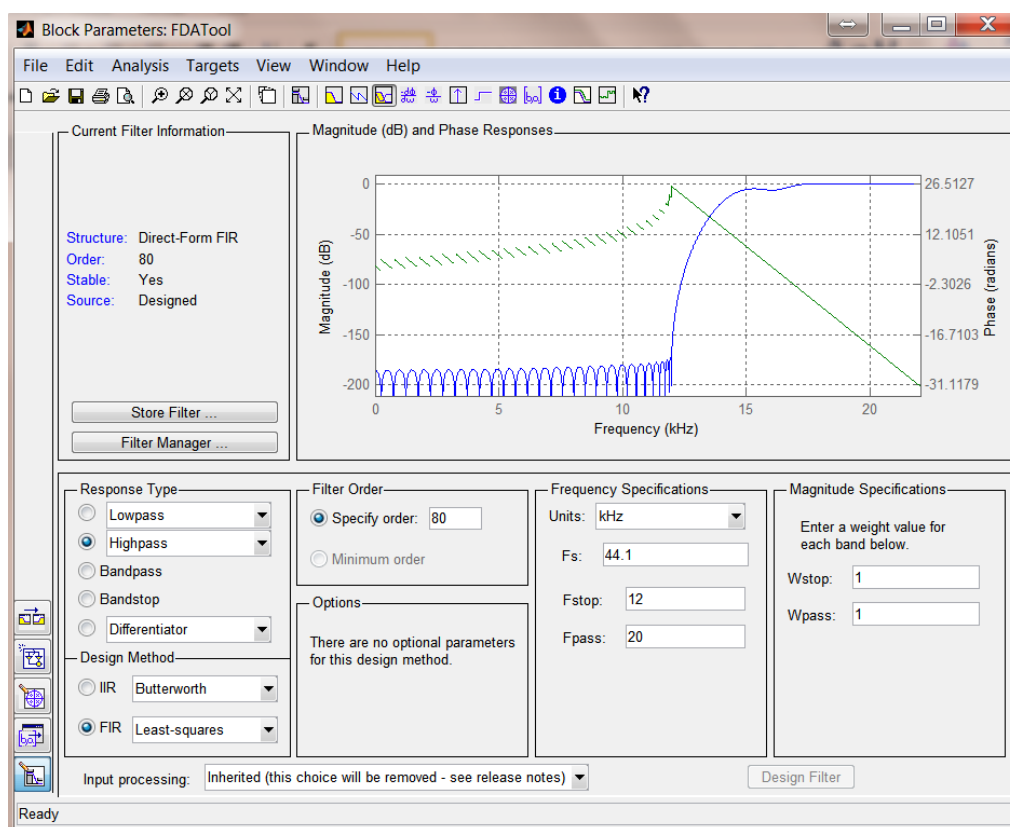 Block Parameters: FDATool
File Edit Analysis Targets View Window Help
Current Filter Information
Structure: Direct-Form FIR
Order: 80
Stable: Yes
Source: Designed
Store Filter ...
Filter Manager ...
Magnitude (dB) and Phase Responses
Magnitude (dB)
0
-50
-100
-150
-200
0 5 10 15 20
Frequency (kHz)
26.5127
12.1051
-2.3026
-16.7103
-31.1179
Phase (radians)
Response Type
Lowpass
Highpass
Bandpass
Bandstop
Differentiator
Design Method
IIR Butterworth
FIR Least-squares
Filter Order
Specify order: 80
Minimum order
Options
There are no optional parameters
for this design method.
Frequency Specifications
Units: kHz
Fs: 44.1
Fstop: 12
Fpass: 20
Magnitude Specifications
Enter a weight value for
each band below.
Wstop: 1
Wpass: 1
Input processing: Inherited (this choice will be removed - see release notes)
Design Filter
Ready